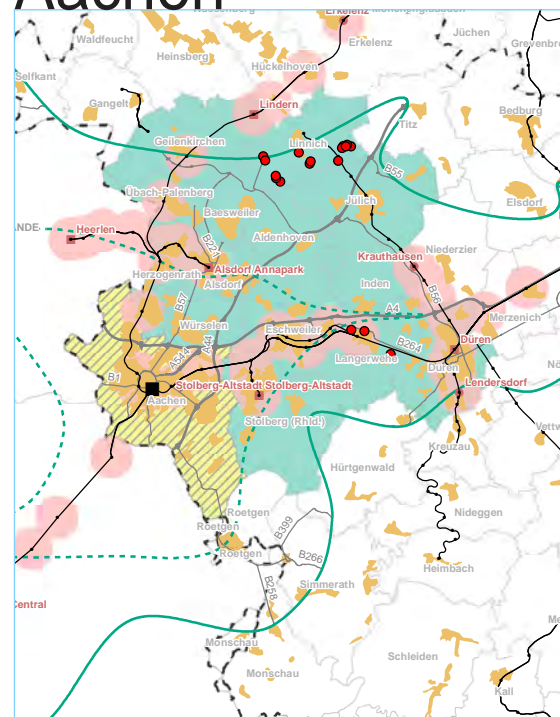 Aachen
Erkelenz
Waldfeucht
Erkelenz
Jüchen
Grevenbro
Heinsberg
Hückelhoven
Selfkant
Gangelt
Lindern
Titz
Bedburg
Geilenkirchen
Linnich
B55
Übach-Palenberg
Jülich
Elsdorf
Baesweiler
ANDE
Heerlen
B221
Aldenhoven
Krauthausen
Niederzier
Herzogenrath
Alsdorf Annapark
Alsdorf
Inden
B56
B57
A4
Merzenich
Würselen
Eschweiler
A44
A544
B264
Langerwehe
Düren
Düren
B1
Stolberg-Altstadt Stolberg-Altstadt
Lendersdorf
Aachen
Stolberg (Rhld.)
Vettw
Kreuzau
Hürtgenwald
Roetgen
Nideggen
Roetgen
B399
Roetgen
B266
Heimbach
B258
Simmerath
Central
Monschau
Schleiden
Monschau
Kall